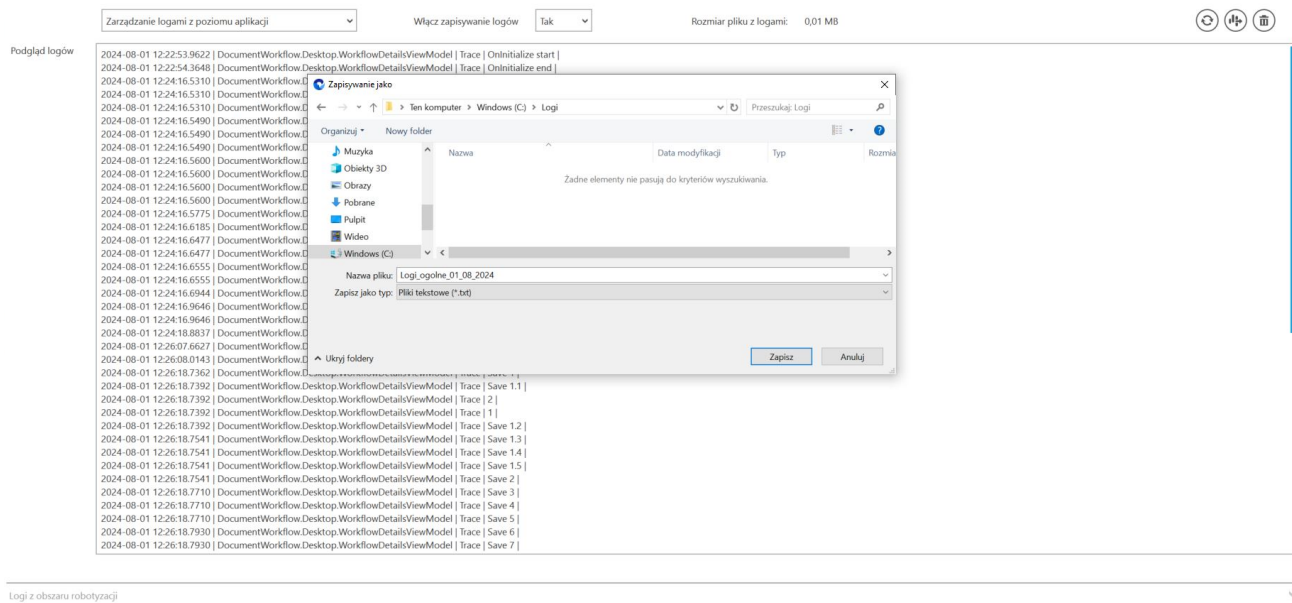 Zarządzanie logami z poziomu aplikacji Włącz zapisywanie logów Tak Rozmiar pliku z logami: 0,01 MB
Podgląd logów
2024-08-01 12:22:53.9622 | DocumentWorkflow.Desktop.WorkflowDetailsViewModel | Trace | OnInitialize start |
2024-08-01 12:22:54.3648 | DocumentWorkflow.Desktop.WorkflowDetailsViewModel | Trace | OnInitialize end |
2024-08-01 12:24:16.5310 | DocumentWorkflow.D
2024-08-01 12:24:16.5310 | DocumentWorkflow.D
2024-08-01 12:24:16.5310 | DocumentWorkflow.D
2024-08-01 12:24:16.5490 | DocumentWorkflow.D
2024-08-01 12:24:16.5490 | DocumentWorkflow.D
2024-08-01 12:24:16.5490 | DocumentWorkflow.D
2024-08-01 12:24:16.5600 | DocumentWorkflow.D
2024-08-01 12:24:16.5600 | DocumentWorkflow.D
2024-08-01 12:24:16.5600 | DocumentWorkflow.D
2024-08-01 12:24:16.5600 | DocumentWorkflow.D
2024-08-01 12:24:16.5775 | DocumentWorkflow.D
2024-08-01 12:24:16.6185 | DocumentWorkflow.D
2024-08-01 12:24:16.6477 | DocumentWorkflow.D
2024-08-01 12:24:16.6477 | DocumentWorkflow.D
2024-08-01 12:24:16.6555 | DocumentWorkflow.D
2024-08-01 12:24:16.6555 | DocumentWorkflow.D
2024-08-01 12:24:16.6944 | DocumentWorkflow.D
2024-08-01 12:24:16.9646 | DocumentWorkflow.D
2024-08-01 12:24:16.9646 | DocumentWorkflow.D
2024-08-01 12:24:18.8837 | DocumentWorkflow.D
2024-08-01 12:26:07.6627 | DocumentWorkflow.D
2024-08-01 12:26:08.0143 | DocumentWorkflow.D
2024-08-01 12:26:18.7362 | DocumentWorkflow.Desktop.WorkflowDetailsViewModel | Trace | Save 1 |
2024-08-01 12:26:18.7392 | DocumentWorkflow.Desktop.WorkflowDetailsViewModel | Trace | Save 1.1 |
2024-08-01 12:26:18.7392 | DocumentWorkflow.Desktop.WorkflowDetailsViewModel | Trace | 2 |
2024-08-01 12:26:18.7392 | DocumentWorkflow.Desktop.WorkflowDetailsViewModel | Trace | 1 |
2024-08-01 12:26:18.7392 | DocumentWorkflow.Desktop.WorkflowDetailsViewModel | Trace | Save 1.2 |
2024-08-01 12:26:18.7541 | DocumentWorkflow.Desktop.WorkflowDetailsViewModel | Trace | Save 1.3 |
2024-08-01 12:26:18.7541 | DocumentWorkflow.Desktop.WorkflowDetailsViewModel | Trace | Save 1.4 |
2024-08-01 12:26:18.7541 | DocumentWorkflow.Desktop.WorkflowDetailsViewModel | Trace | Save 1.5 |
2024-08-01 12:26:18.7541 | DocumentWorkflow.Desktop.WorkflowDetailsViewModel | Trace | Save 2 |
2024-08-01 12:26:18.7710 | DocumentWorkflow.Desktop.WorkflowDetailsViewModel | Trace | Save 3 |
2024-08-01 12:26:18.7710 | DocumentWorkflow.Desktop.WorkflowDetailsViewModel | Trace | Save 4 |
2024-08-01 12:26:18.7710 | DocumentWorkflow.Desktop.WorkflowDetailsViewModel | Trace | Save 5 |
2024-08-01 12:26:18.7930 | DocumentWorkflow.Desktop.WorkflowDetailsViewModel | Trace | Save 6 |
2024-08-01 12:26:18.7930 | DocumentWorkflow.Desktop.WorkflowDetailsViewModel | Trace | Save 7 |
Zapisywanie jako
Ten komputer > Windows (C:) > Logi Przeszukaj: Logi
Organizuj Nowy folder
Nazwa Data modyfikacji Typ Rozmia
Muzyka
Obiekty 3D
Obrazy
Pobrane
Pulpit
Wideo
Windows (C:)
Żadne elementy nie pasują do kryteriów wyszukiwania.
Nazwa pliku: Logi_ogolne_01_08_2024
Zapisz jako typ: Pliki tekstowe (*.txt)
Ukryj foldery Zapisz Anuluj
Logi z obszaru robotyzacji